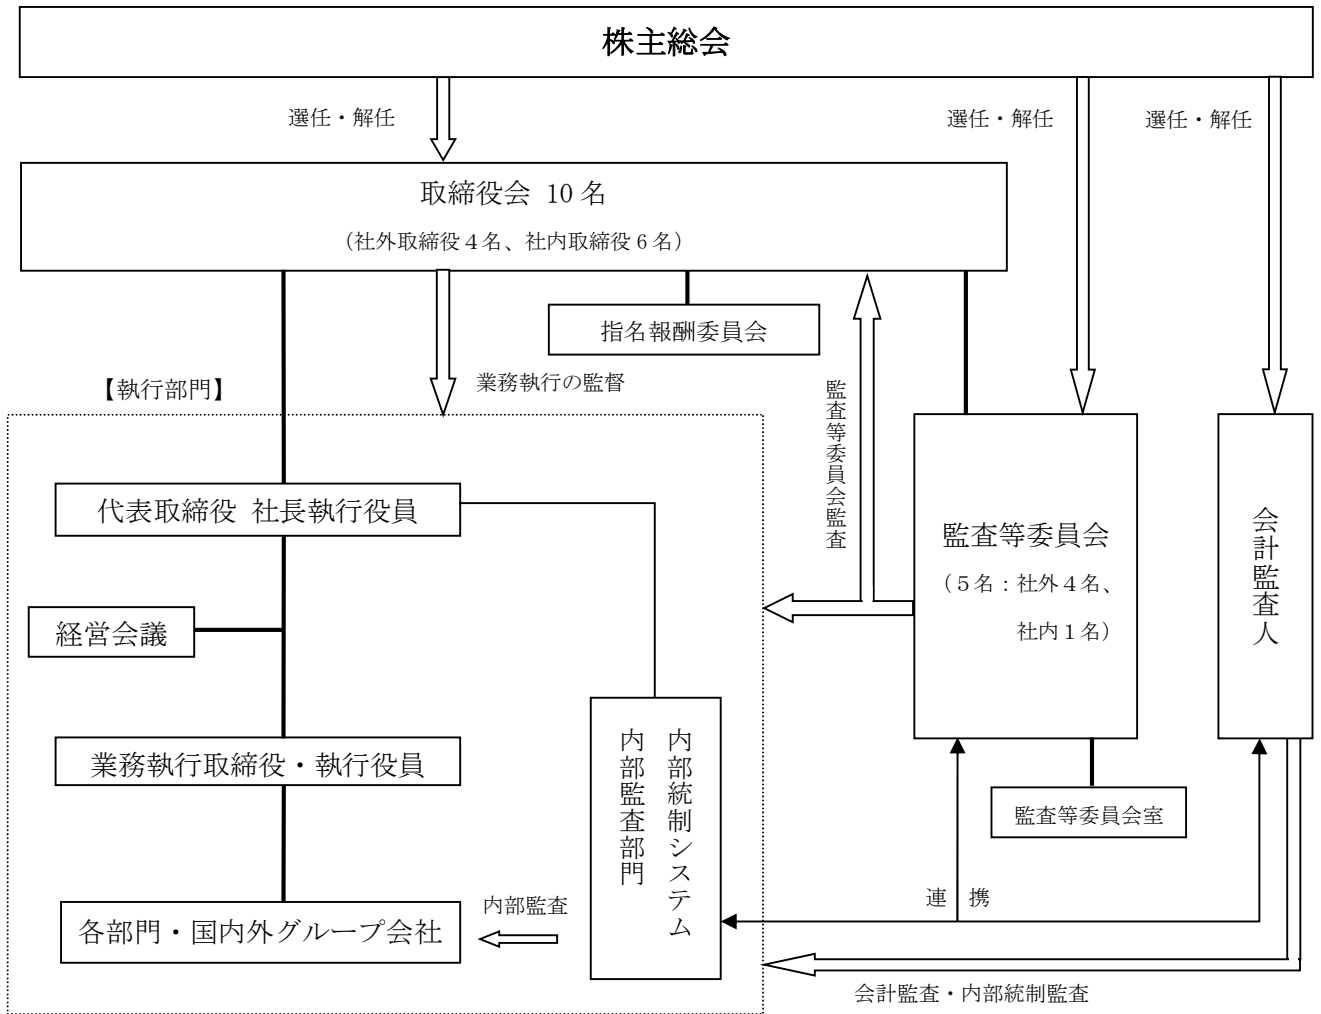 株主総会
選任・解任
選任・解任
選任・解任
取締役会 10名
（社外取締役４名、社内取締役６名）
指名報酬委員会
業務執行の監督
【執行部門】
監査等委員会監査
代表取締役 社長執行役員
経営会議
業務執行取締役・執行役員
各部門・国内外グループ会社
内部監査
内部統制システム
内部監査部門
監査等委員会
（５名：社外４名、
社内１名）
会計監査人
監査等委員会室
連 携
会計監査・内部統制監査